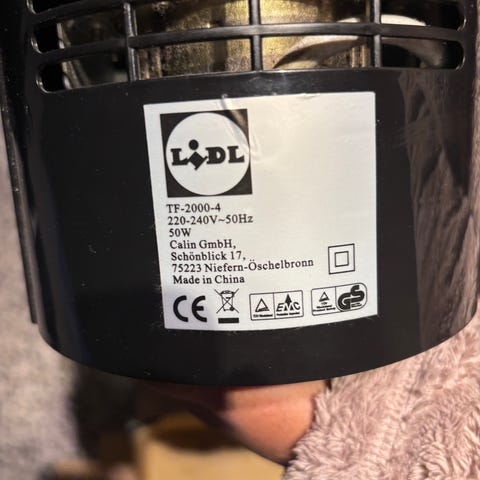 LIDL
TF-2000-4
220-240V~50Hz
50W
Calin GmbH,
Schönblick 17,
75223 Niefern-Öschelbronn
Made in China
CE
EMC
GS